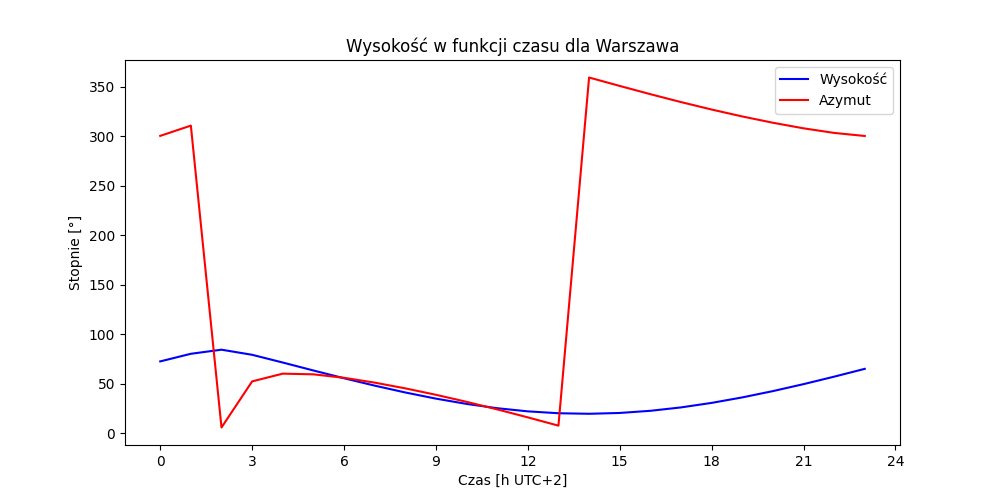 Wysokość w funkcji czasu dla Warszawa
Wysokość
Azymut
Stopnie [°]
350
300
250
200
150
100
50
0
0 3 6 9 12 15 18 21 24
Czas [h UTC+2]